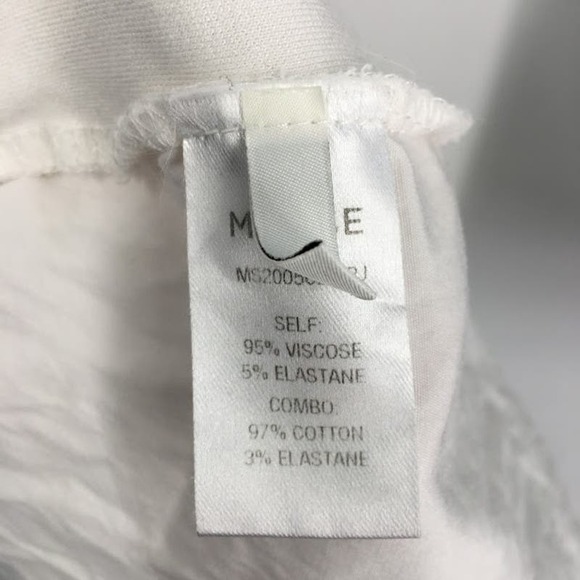 SELF:
95% VISCOSE
5% ELASTANE
COMBO:
97% COTTON
3% ELASTANE